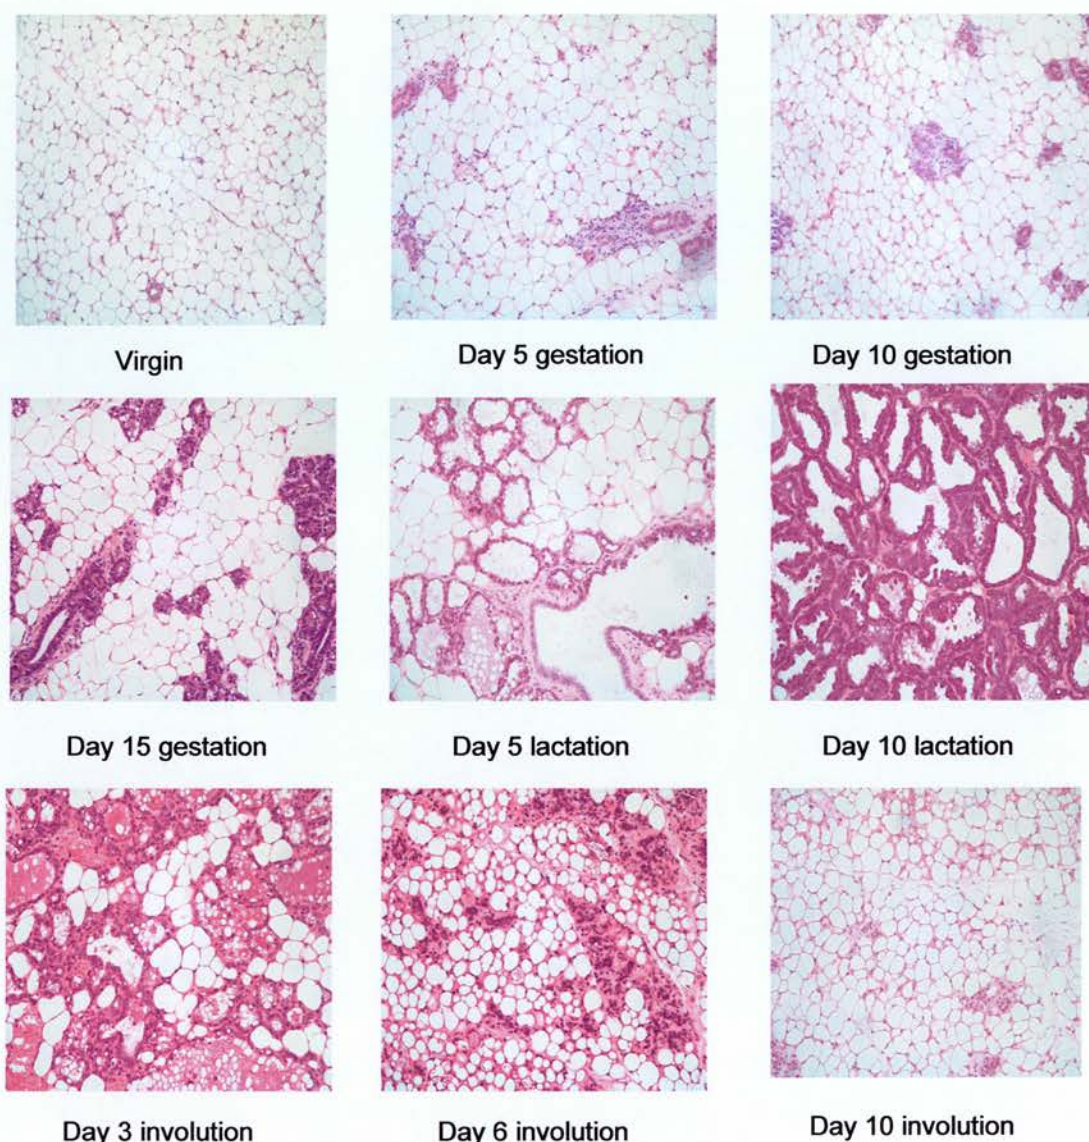 Virgin
Day 5 gestation
Day 10 gestation
Day 15 gestation
Day 5 lactation
Day 10 lactation
Day 3 involution
Day 6 involution
Day 10 involution